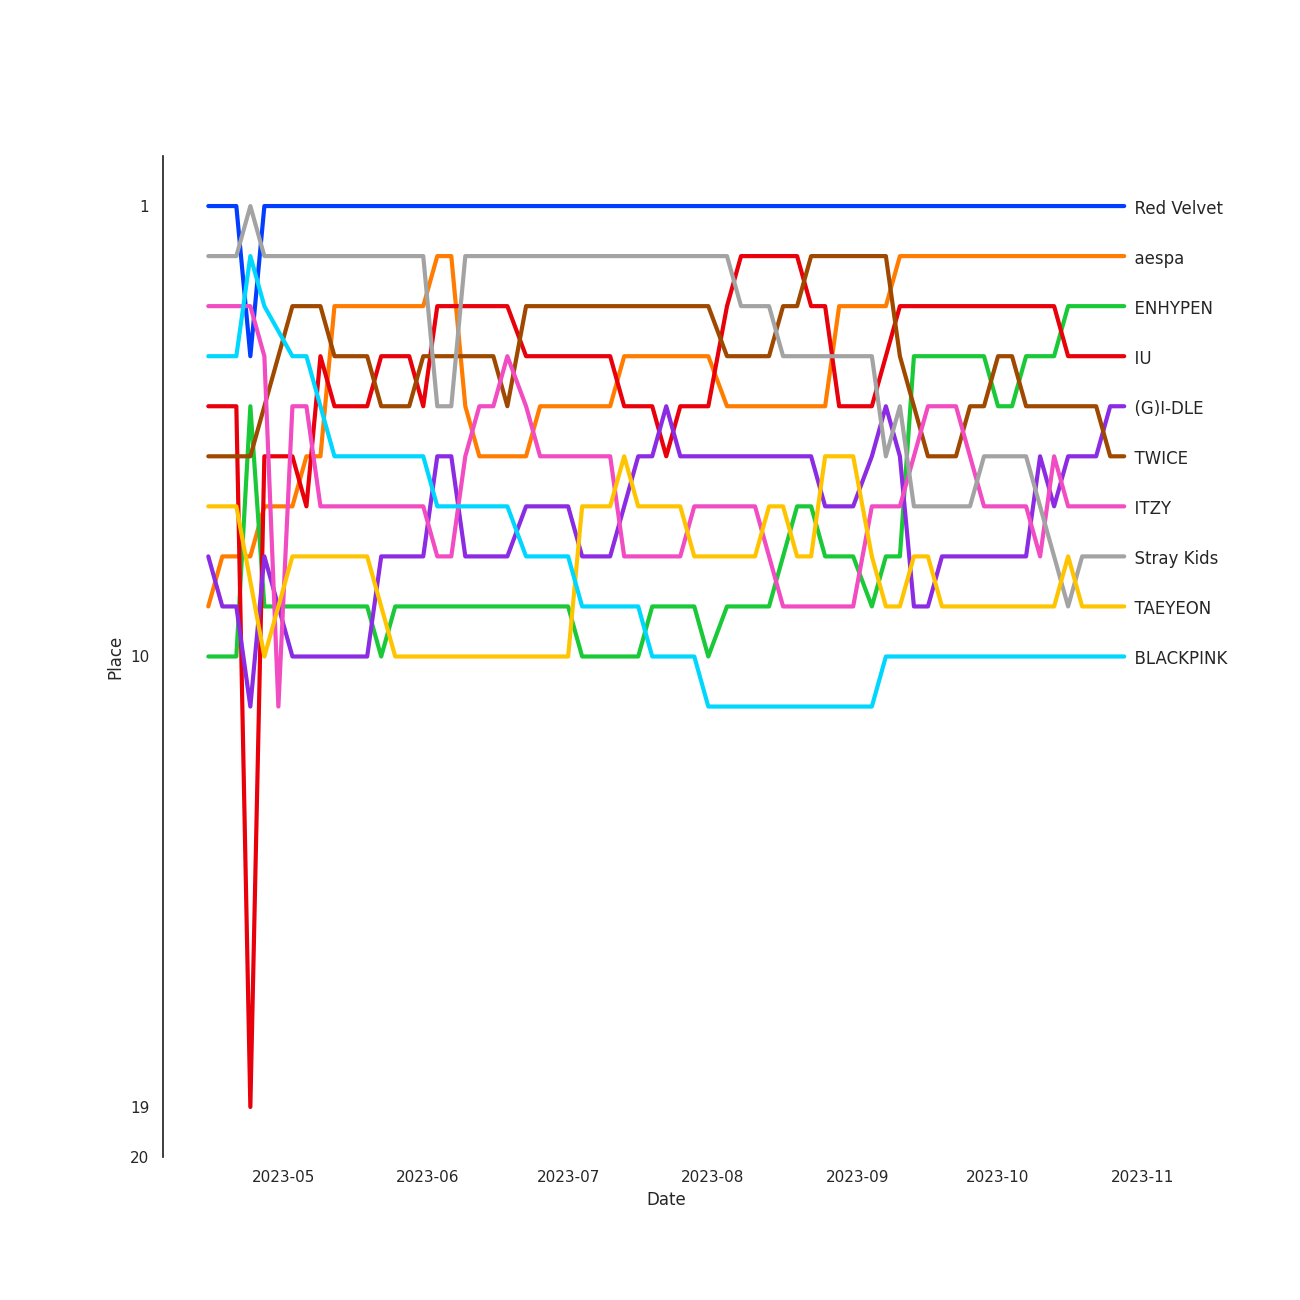 1
10
19
20
Place
Red Velvet
aespa
ENHYPEN
IU
(G)I-DLE
TWICE
ITZY
Stray Kids
TAEYEON
BLACKPINK
2023-05 2023-06 2023-07 2023-08 2023-09 2023-10 2023-11
Date